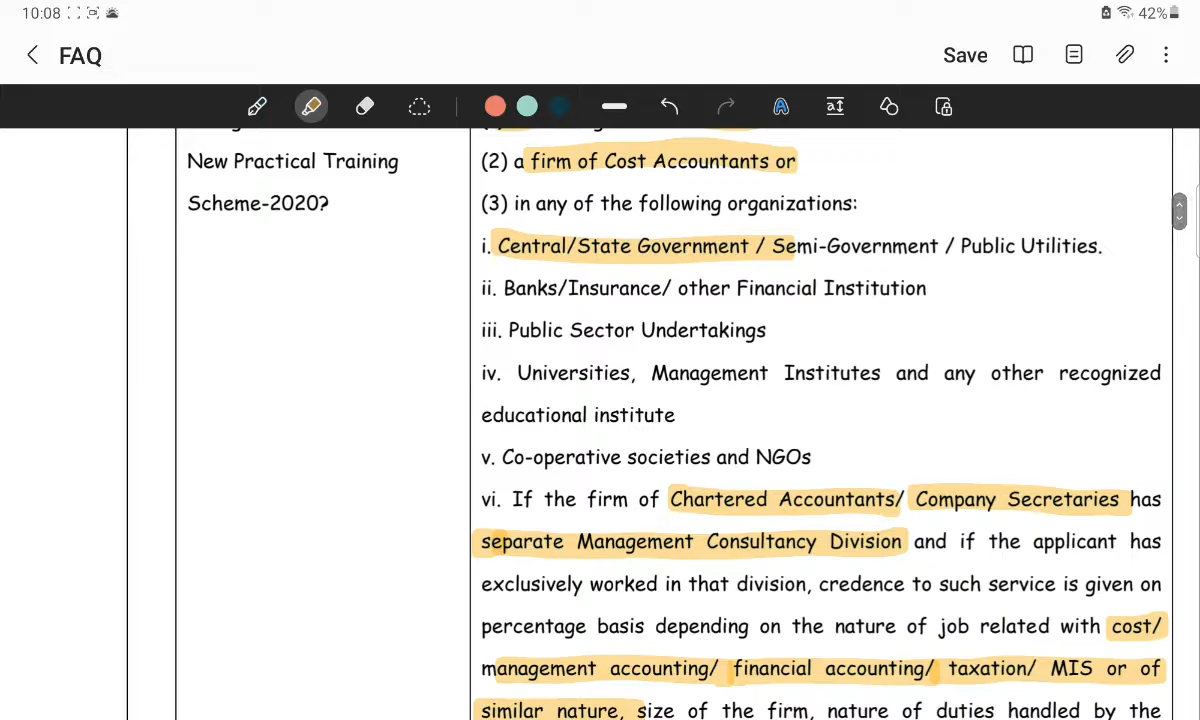 10:08 42%
FAQ Save
New Practical Training
Scheme-2020?
(2) a firm of Cost Accountants or
(3) in any of the following organizations:
i. Central/State Government / Semi-Government / Public Utilities.
ii. Banks/Insurance/ other Financial Institution
iii. Public Sector Undertakings
iv. Universities, Management Institutes and any other recognized
educational institute
v. Co-operative societies and NGOs
vi. If the firm of Chartered Accountants/ Company Secretaries has
separate Management Consultancy Division and if the applicant has
exclusively worked in that division, credence to such service is given on
percentage basis depending on the nature of job related with cost/
management accounting/ financial accounting/ taxation/ MIS or of
similar nature, size of the firm, nature of duties handled by the